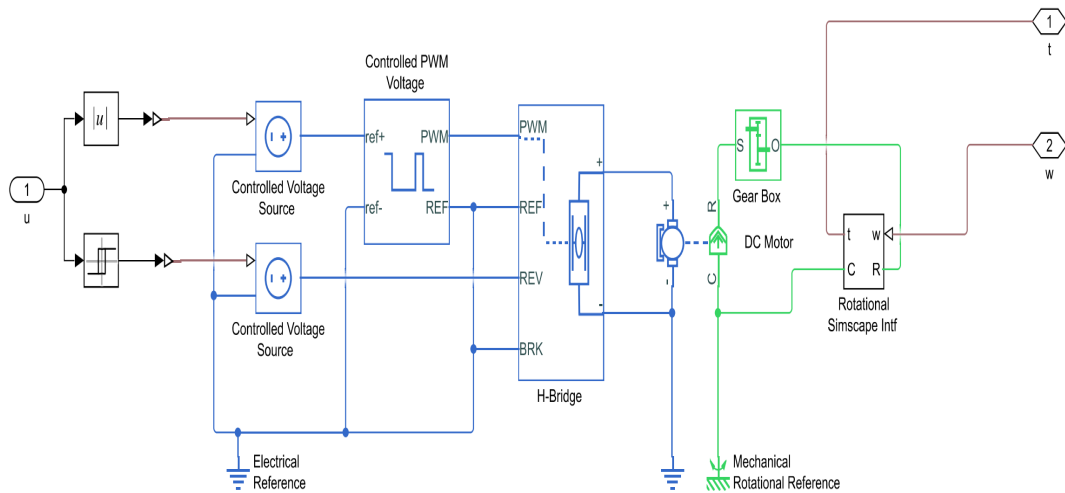 1
t
Controlled PWM
Voltage
|u|
ref+
PWM
PWM
S
O
+
Controlled Voltage
Source
Gear Box
2
w
1
u
ref-
REF
REF
+
R
DC Motor
t
w
REV
-
C
C
R
-
Rotational
Simscape Intf
Controlled Voltage
Source
BRK
H-Bridge
Electrical
Reference
Mechanical
Rotational Reference